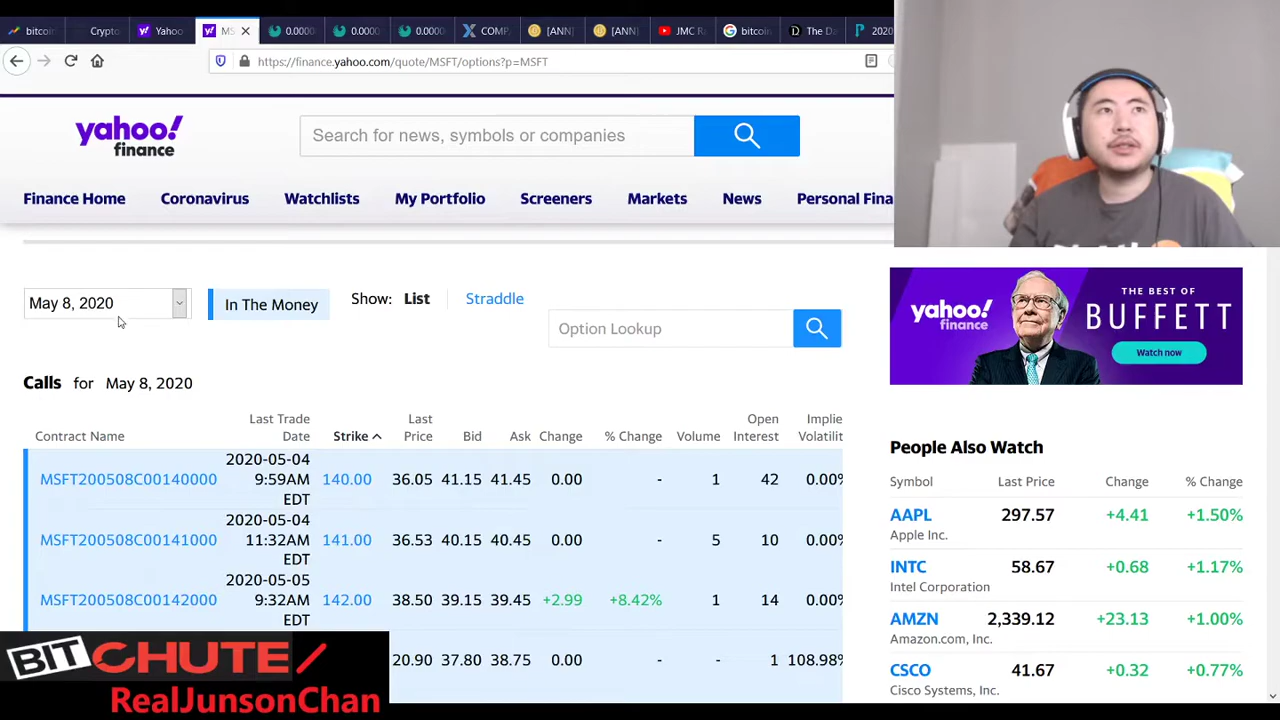 bitcoin
Crypto
Yahoo
MS
0.0000
0.0000
0.0000
COMP
[ANN]
[ANN]
JMC R
bitcoin
The D
2020
https://finance.yahoo.com/quote/MSFT/options?p=MSFT
yahoo!
finance
Search for news, symbols or companies
Finance Home Coronavirus Watchlists My Portfolio Screeners Markets News Personal Fina
May 8, 2020
In The Money
Show: List Straddle
Option Lookup
Calls for May 8, 2020
Contract Name Last Trade Date Strike Last Price Bid Ask Change % Change Volume Open Interest Implie Volatilit
MSFT200508C00140000 2020-05-04 9:59AM EDT 140.00 36.05 41.15 41.45 0.00 - 1 42 0.00%
MSFT200508C00141000 2020-05-04 11:32AM EDT 141.00 36.53 40.15 40.45 0.00 - 5 10 0.00%
MSFT200508C00142000 2020-05-05 9:32AM EDT 142.00 38.50 39.15 39.45 +2.99 +8.42% 1 14 0.00%
20.90 37.80 38.75 0.00 - - 1 108.98%
yahoo!
finance
THE BEST OF
BUFFETT
Watch now
People Also Watch
Symbol Last Price Change % Change
AAPL 297.57 +4.41 +1.50%
Apple Inc.
INTC 58.67 +0.68 +1.17%
Intel Corporation
AMZN 2,339.12 +23.13 +1.00%
Amazon.com, Inc.
CSCO 41.67 +0.32 +0.77%
Cisco Systems, Inc.
BITCHUTE/
RealJunsonChan